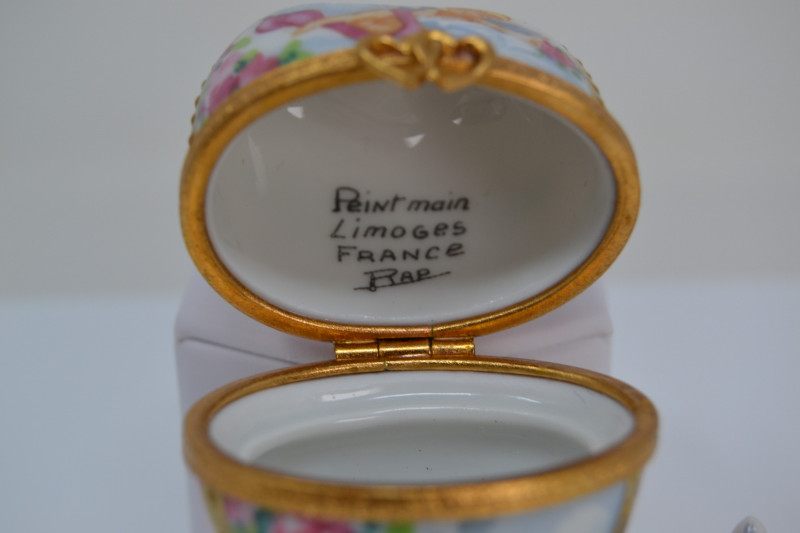 Peint main
Limoges
FRANCE
RAP